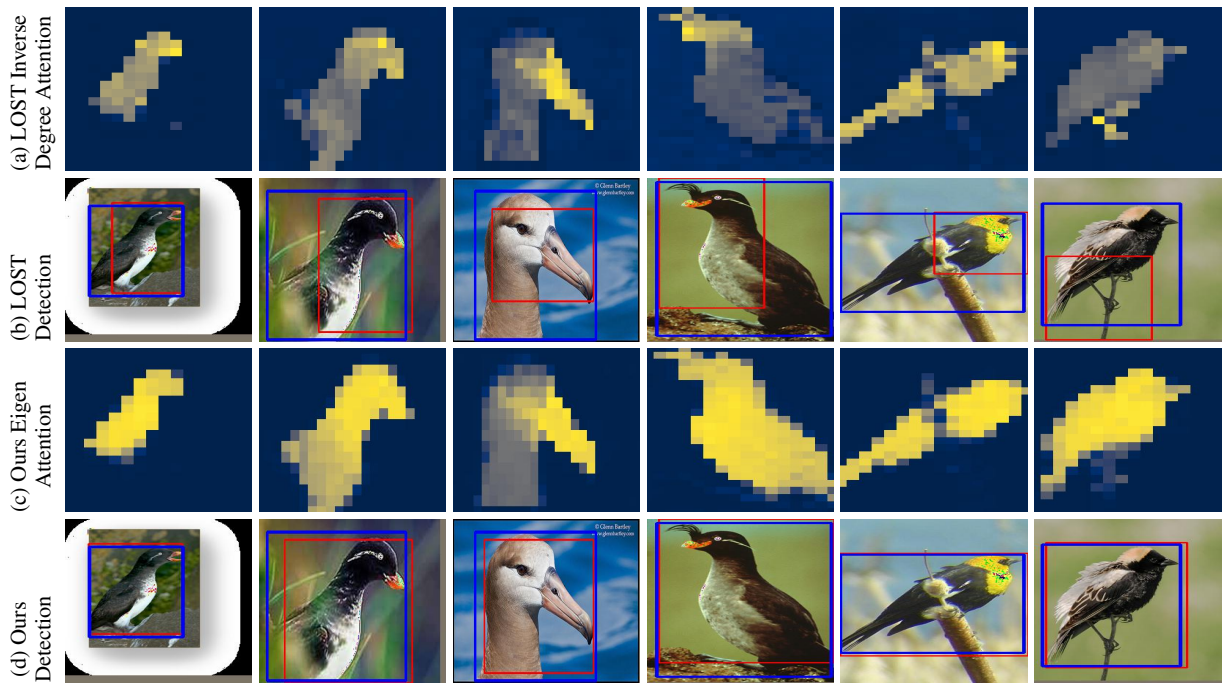 (a) LOST Inverse
Degree Attention
(b) LOST
Detection
© Glenn Bartley
(c) Ours Eigen
Attention
(d) Ours
Detection
© Glenn Bartley